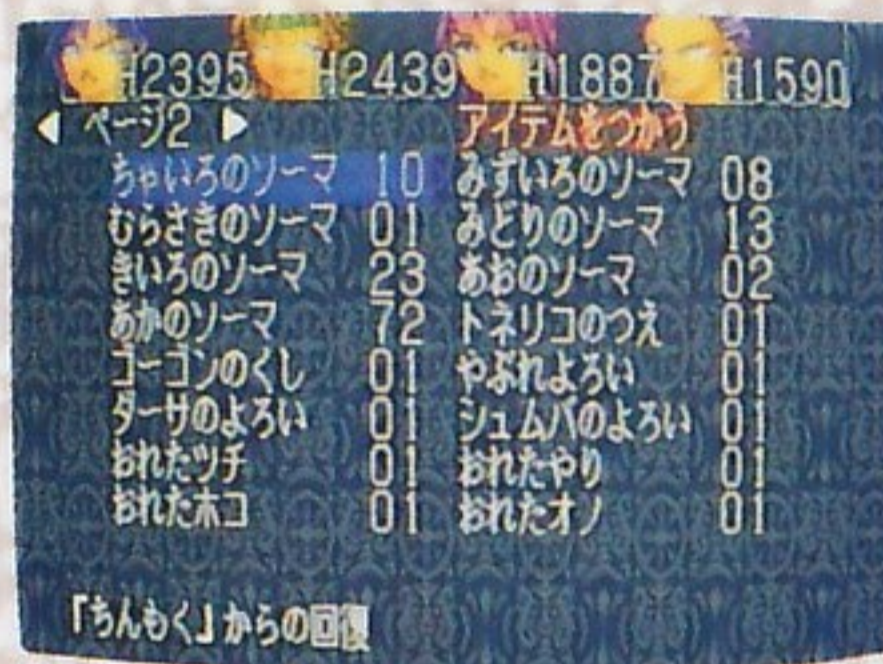 H2395 H2439 H1887 H1590
◀ ページ2 ▶ アイテムをつかう
ちゃいろのソーマ 10 みずいろのソーマ 08
むらさきのソーマ 01 みどりのソーマ 13
きいろのソーマ 23 あおのソーマ 02
あかのソーマ 72 トネリコのつえ 01
ゴーゴンのくし 01 やぶれよろい 01
ダーサのよろい 01 シュムバのよろい 01
おれたツチ 01 おれたやり 01
おれたホコ 01 おれたオノ 01
「ちんもく」からの回復